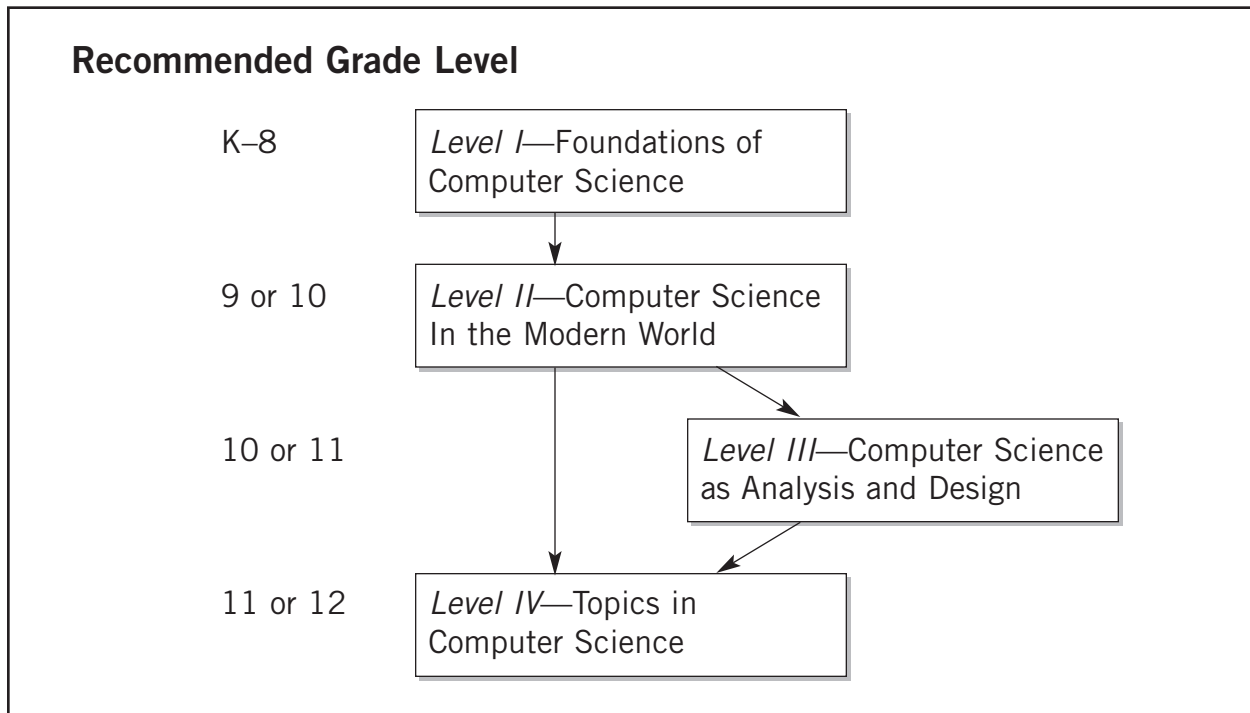 Recommended Grade Level
K–8
Level I—Foundations of
Computer Science
9 or 10
Level II—Computer Science
In the Modern World
10 or 11
Level III—Computer Science
as Analysis and Design
11 or 12
Level IV—Topics in
Computer Science